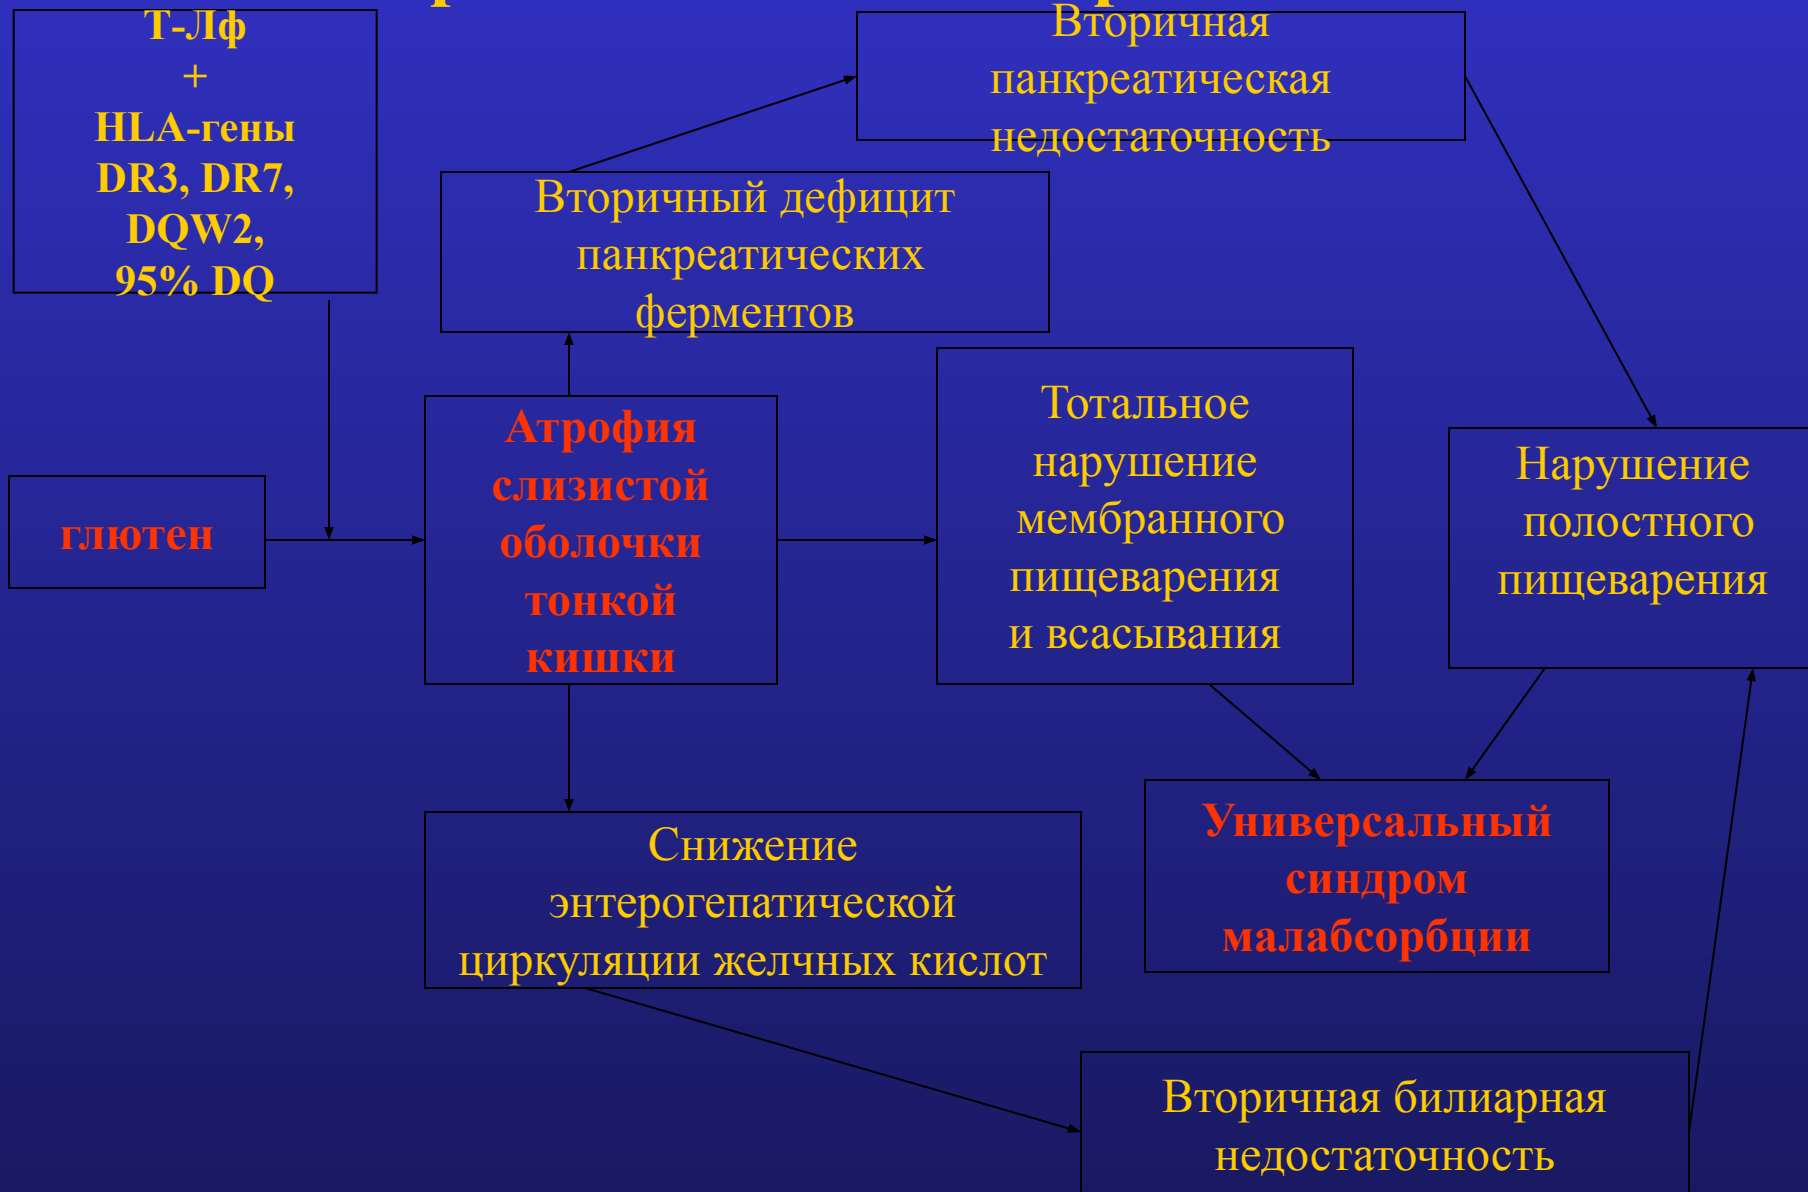 Т-Лф
+
HLA-гены
DR3, DR7,
DQW2,
95% DQ
Вторичная
панкреатическая
недостаточность
Вторичный дефицит
панкреатических
ферментов
Атрофия
слизистой
оболочки
тонкой
кишки
Тотальное
нарушение
мембранного
пищеварения
и всасывания
Нарушение
полостного
пищеварения
глютен
Снижение
энтерогепатической
циркуляции желчных кислот
Универсальный
синдром
малабсорбции
Вторичная билиарная
недостаточность